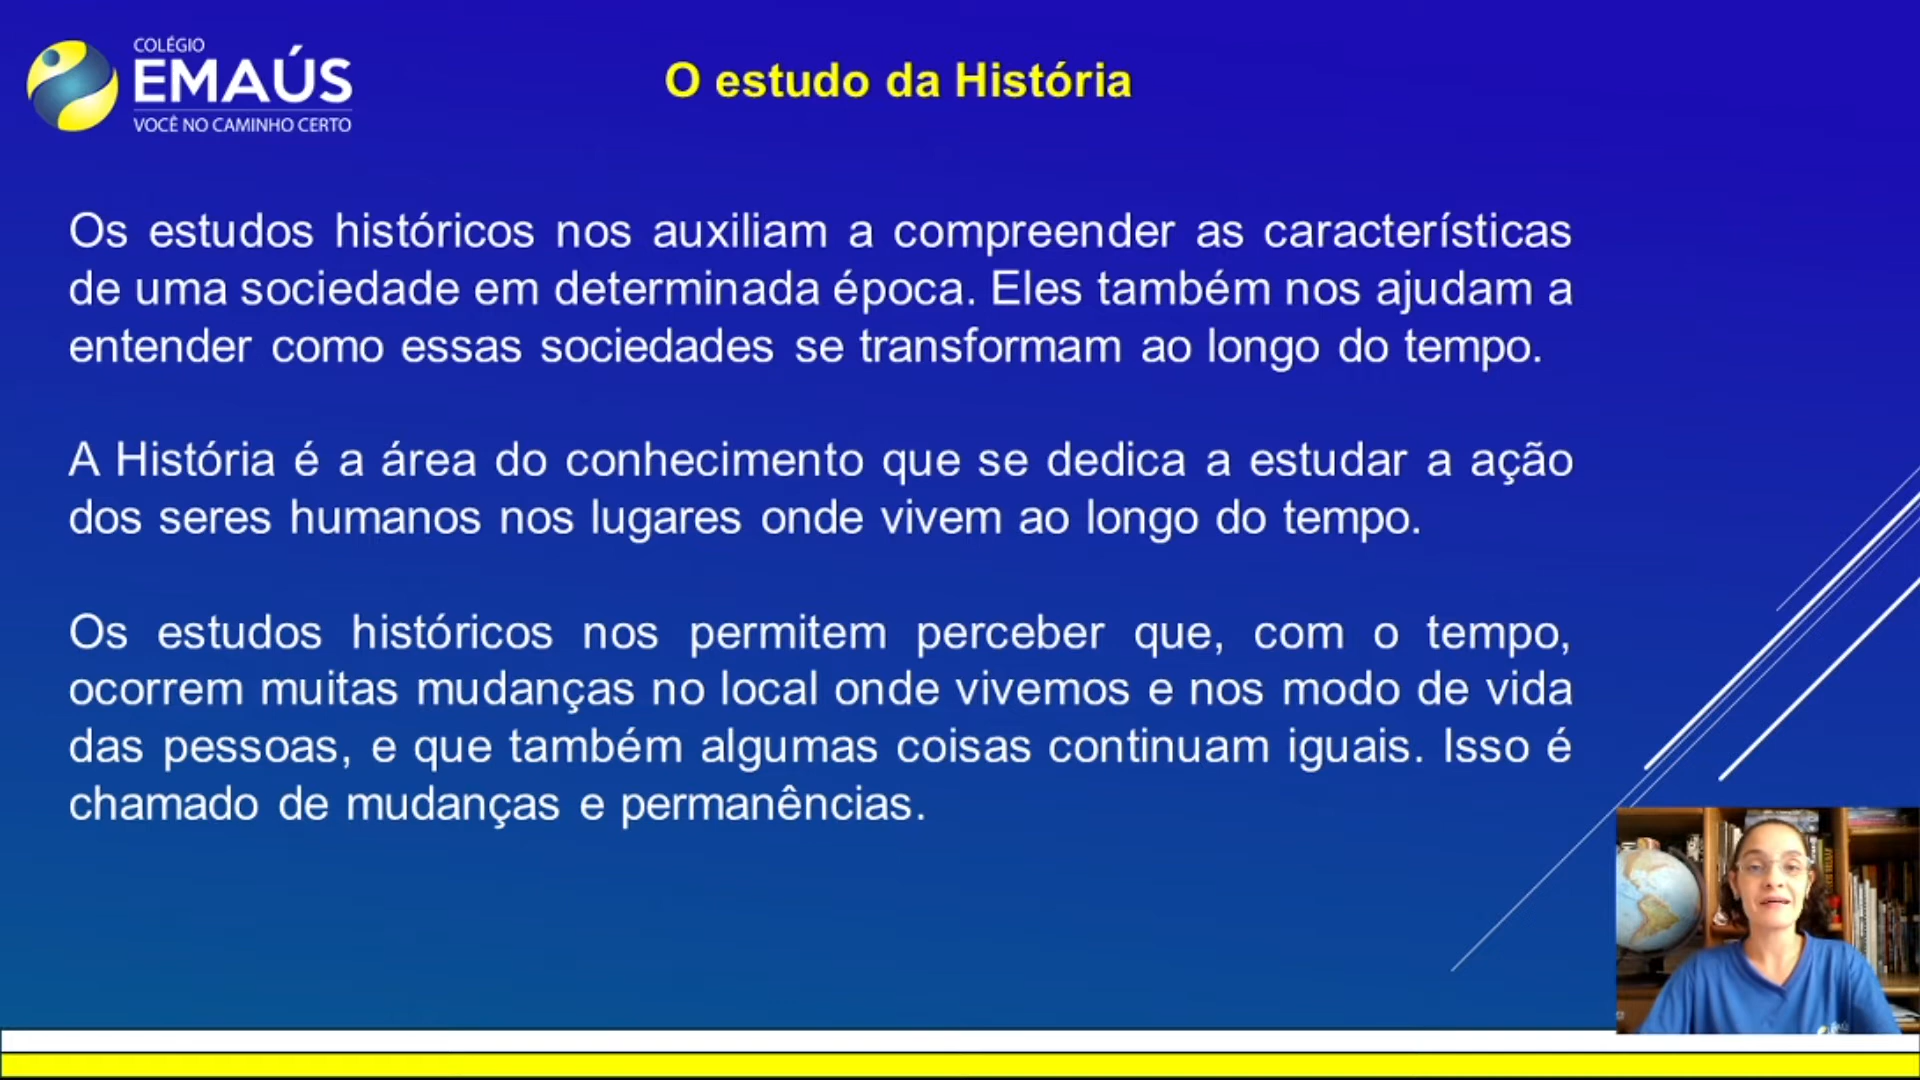 COLÉGIO
EMAÚS
VOCÊ NO CAMINHO CERTO
O estudo da História
Os estudos históricos nos auxiliam a compreender as características
de uma sociedade em determinada época. Eles também nos ajudam a
entender como essas sociedades se transformam ao longo do tempo.
A História é a área do conhecimento que se dedica a estudar a ação
dos seres humanos nos lugares onde vivem ao longo do tempo.
Os estudos históricos nos permitem perceber que, com o tempo,
ocorrem muitas mudanças no local onde vivemos e nos modo de vida
das pessoas, e que também algumas coisas continuam iguais. Isso é
chamado de mudanças e permanências.